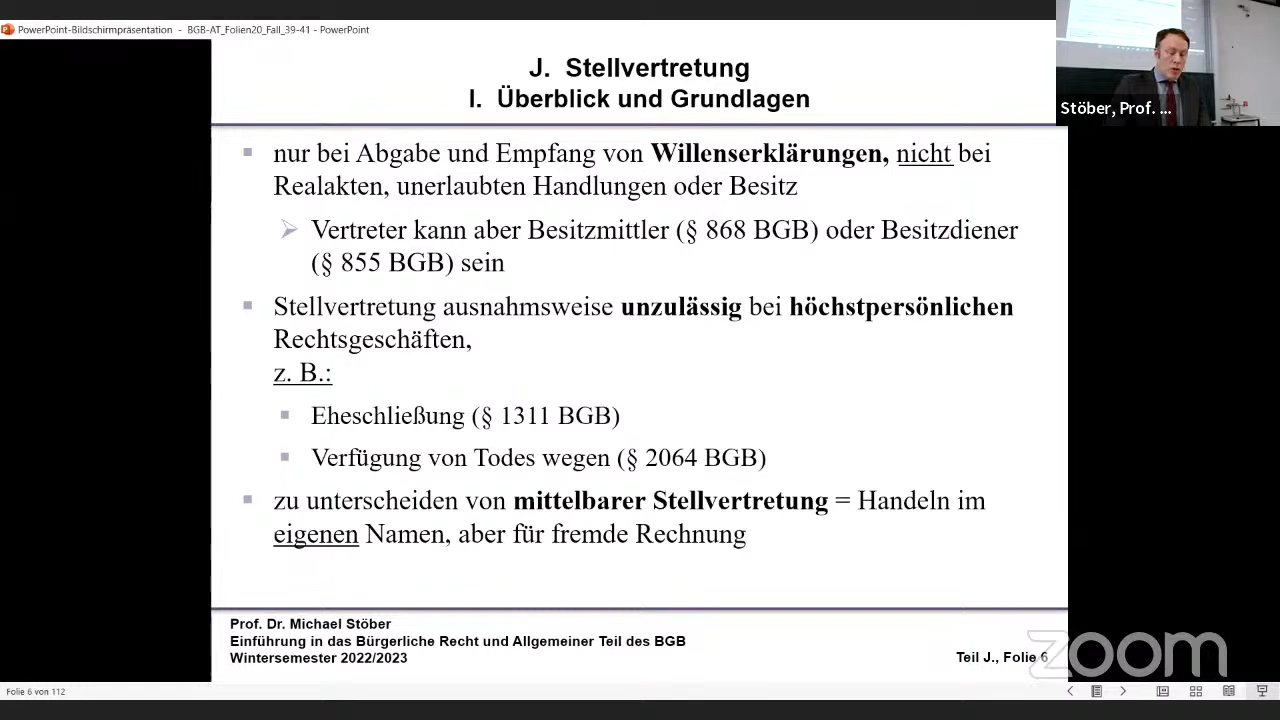 PowerPoint-Bildschirmpräsentation - BGB-AT_Folien20_Fall_39-41 - PowerPoint
Stöber, Prof. ...
J. Stellvertretung
I. Überblick und Grundlagen
nur bei Abgabe und Empfang von Willenserklärungen, nicht bei
Realakten, unerlaubten Handlungen oder Besitz
Vertreter kann aber Besitzmittler (§ 868 BGB) oder Besitzdiener
(§ 855 BGB) sein
Stellvertretung ausnahmsweise unzulässig bei höchstpersönlichen
Rechtsgeschäften,
z. B.:
Eheschließung (§ 1311 BGB)
Verfügung von Todes wegen (§ 2064 BGB)
zu unterscheiden von mittelbarer Stellvertretung = Handeln im
eigenen Namen, aber für fremde Rechnung
Prof. Dr. Michael Stöber
Einführung in das Bürgerliche Recht und Allgemeiner Teil des BGB
Wintersemester 2022/2023
Teil J., Folie 6
zoom
Folie 6 von 112